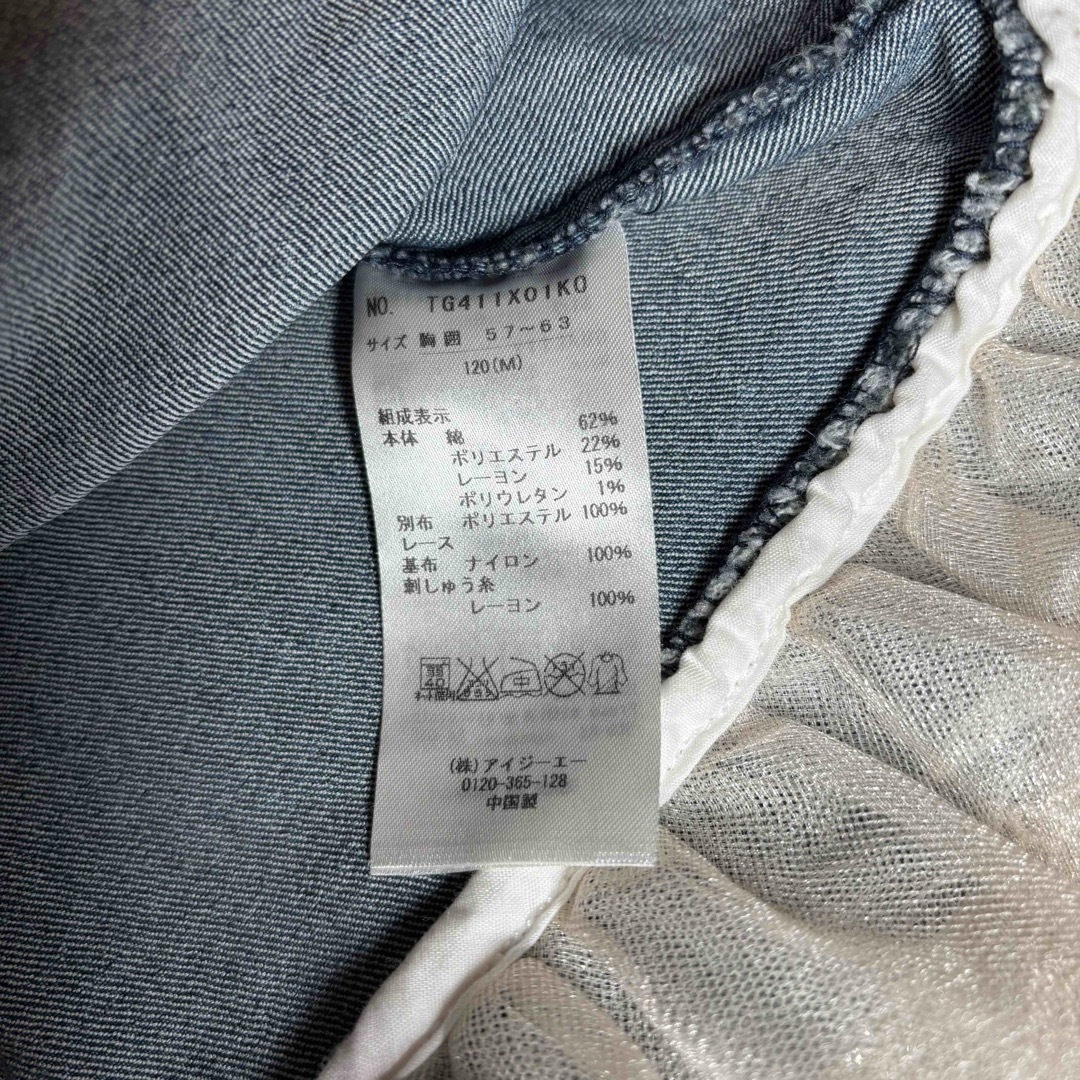 NO. TG411X01K0
サイズ 胸囲 57～63
120(M)
組成表示
本体 綿 62%
ポリエステル 22%
レーヨン 15%
ポリウレタン 1%
別布 ポリエステル 100%
レース
基布 ナイロン 100%
刺しゅう糸
レーヨン 100%
40
(株)アイジーエー
0120-365-128
中国製